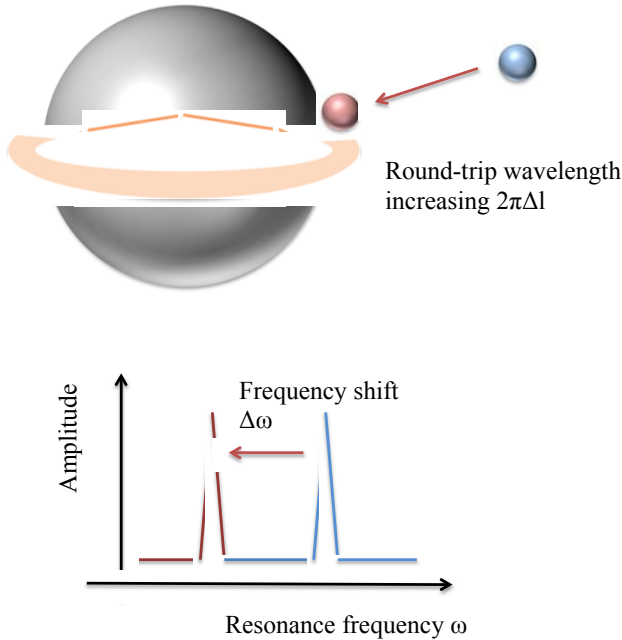 Round-trip wavelength
increasing 2πΔl
Frequency shift
Δω
Amplitude
Resonance frequency ω